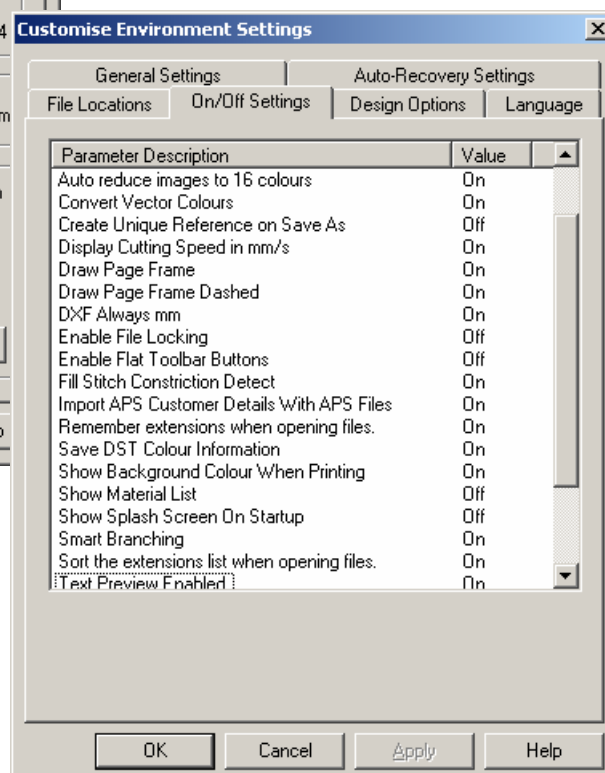 4
Customise Environment Settings
General Settings Auto-Recovery Settings
m
File Locations On/Off Settings Design Options Language
Parameter Description Value
Auto reduce images to 16 colours On
Convert Vector Colours On
Create Unique Reference on Save As Off
Display Cutting Speed in mm/s On
Draw Page Frame On
Draw Page Frame Dashed On
DXF Always mm On
Enable File Locking Off
Enable Flat Toolbar Buttons Off
Fill Stitch Constriction Detect On
Import APS Customer Details With APS Files On
Remember extensions when opening files. On
Save DST Colour Information On
Show Background Colour When Printing On
Show Material List Off
Show Splash Screen On Startup Off
Smart Branching On
Sort the extensions list when opening files. On
Text Preview Enabled On
OK Cancel Apply Help